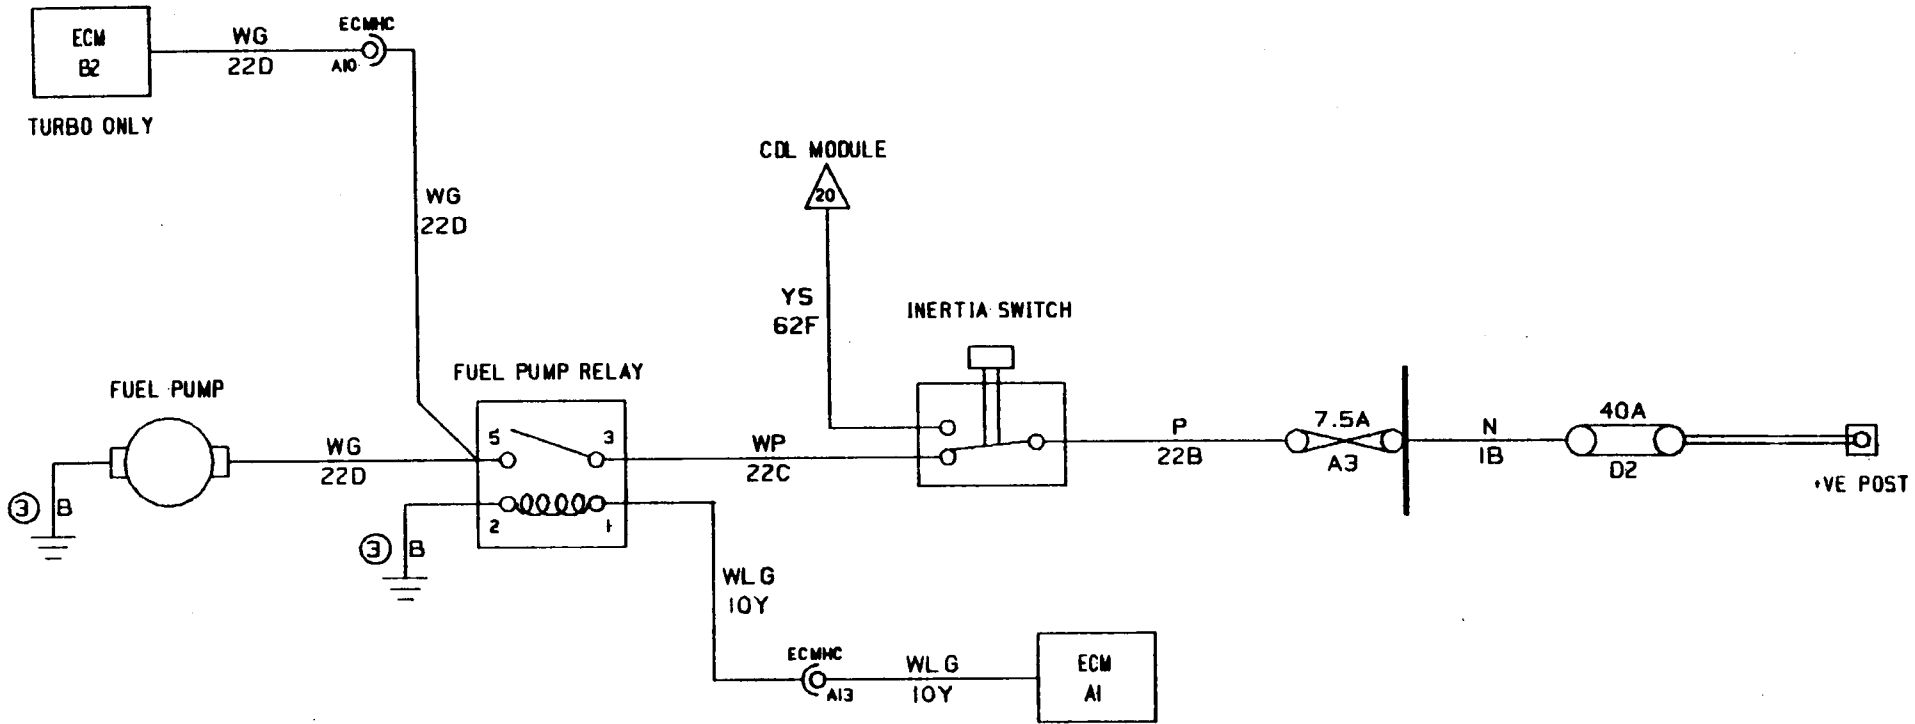 ECM
B2
TURBO ONLY
WG
22D
ECMHC
A10
WG
22D
CDL MODULE
20
YS
62F
INERTIA SWITCH
FUEL PUMP
FUEL PUMP RELAY
WG
22D
5
3
2
1
3
B
3
B
WP
22C
P
22B
7.5A
A3
N
1B
40A
D2
+VE POST
WLG
10Y
ECMHC
A13
WLG
10Y
ECM
A1